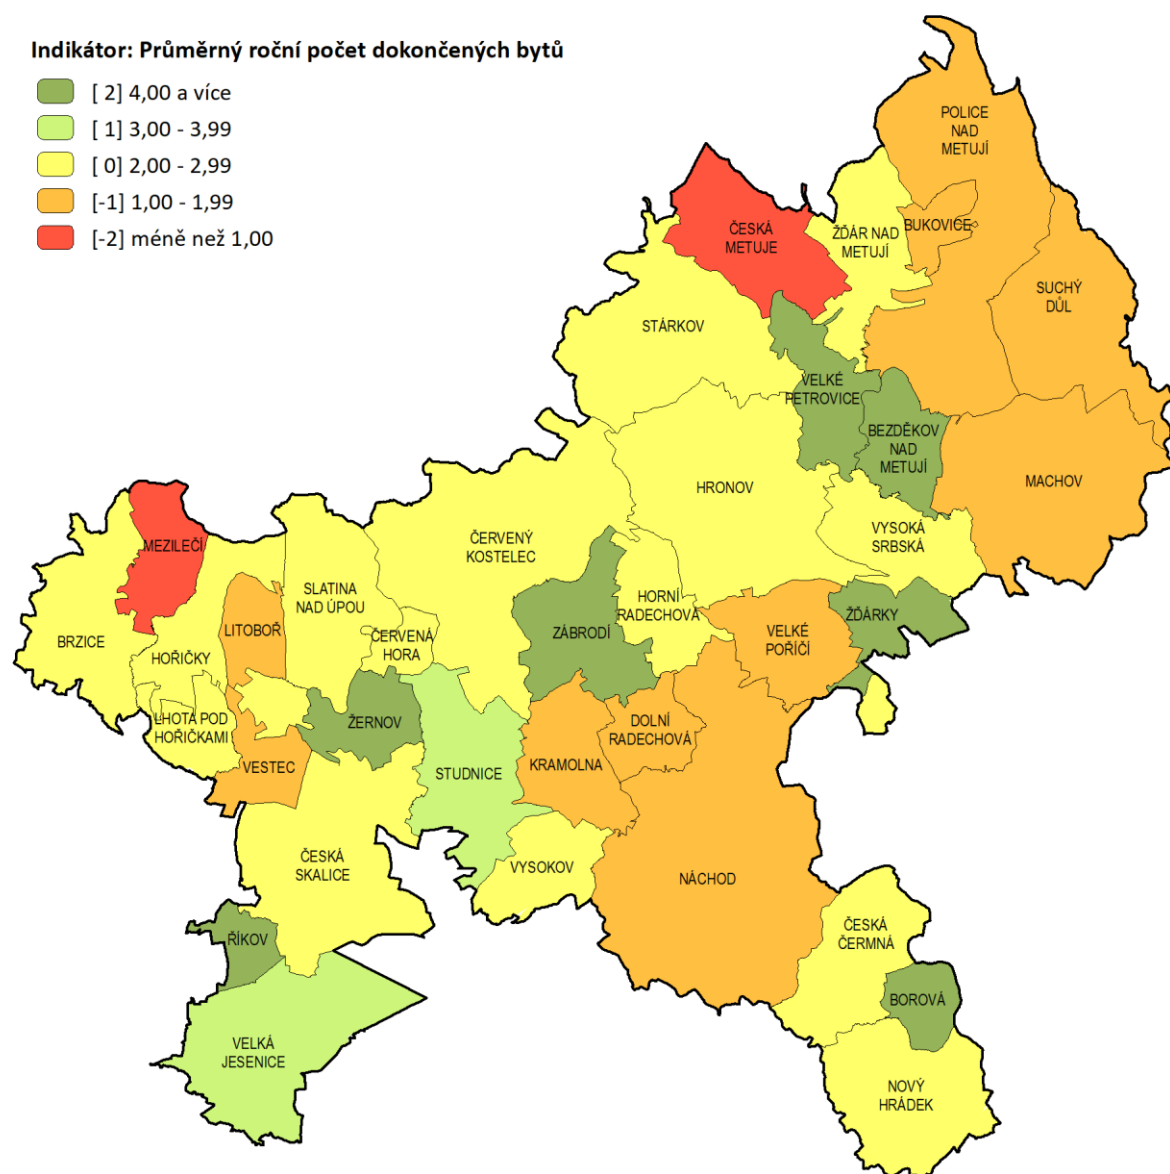 Indikátor: Průměrný roční počet dokončených bytů
[ 2] 4,00 a více
[ 1] 3,00 - 3,99
[ 0] 2,00 - 2,99
[-1] 1,00 - 1,99
[-2] méně než 1,00
POLICE
NAD
METUJÍ
ČESKÁ
METUJE
ŽĎÁR NAD
METUJÍ
BUKOVICE
SUCHÝ
DŮL
STÁRKOV
VELKÉ
PETROVICE
BEZDĚKOV
NAD
METUJÍ
MACHOV
HRONOV
VYSOKÁ
SRBSKÁ
MEZILEČÍ
ČERVENÝ
KOSTELEC
SLATINA
NAD ÚPOU
HORNÍ
RADECHOVÁ
BRZICE
LITOBOŘ
ČERVENÁ
HORA
ZÁBRODÍ
VELKÉ
POŘÍČÍ
ŽĎÁRKY
HOŘIČKY
LHOTA POD
HOŘIČKAMI
ŽERNOV
DOLNÍ
RADECHOVÁ
VESTEC
STUDNICE
KRAMOLNA
ČESKÁ
SKALICE
VYSOKOV
NÁCHOD
ŘÍKOV
ČESKÁ
ČERMNÁ
BOROVÁ
VELKÁ
JESENICE
NOVÝ
HRÁDEK